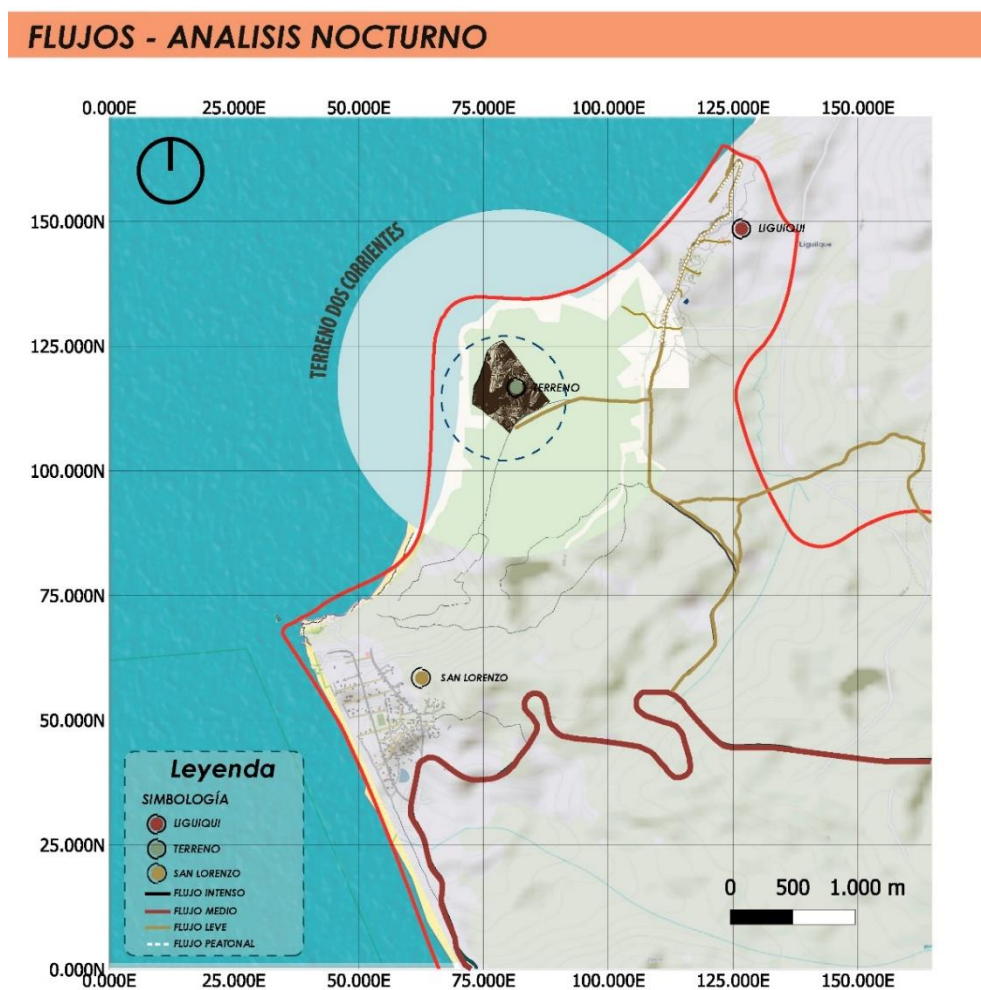 FLUJOS - ANALISIS NOCTURNO
0.000E 25.000E 50.000E 75.000E 100.000E 125.000E 150.000E
150.000N
125.000N
100.000N
75.000N
50.000N
25.000N
0.000N
TERRENO DOS CORRIENTES
LIGUIQUI
Liguiique
TERRENO
SAN LORENZO
Leyenda
SIMBOLOGÍA
LIGUIQUI
TERRENO
SAN LORENZO
FLUJO INTENSO
FLUJO MEDIO
FLUJO LEVE
FLUJO PEATONAL
0 500 1.000 m
0.000E 25.000E 50.000E 75.000E 100.000E 125.000E 150.000E